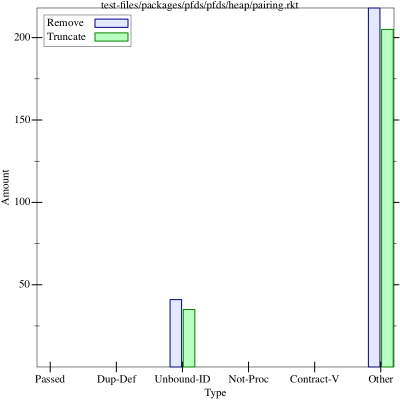 test-files/packages/pfds/pfds/heap/pairing.rkt
Remove
Truncate
200
150
100
50
Amount
Passed Dup-Def Unbound-ID Not-Proc Contract-V Other
Type